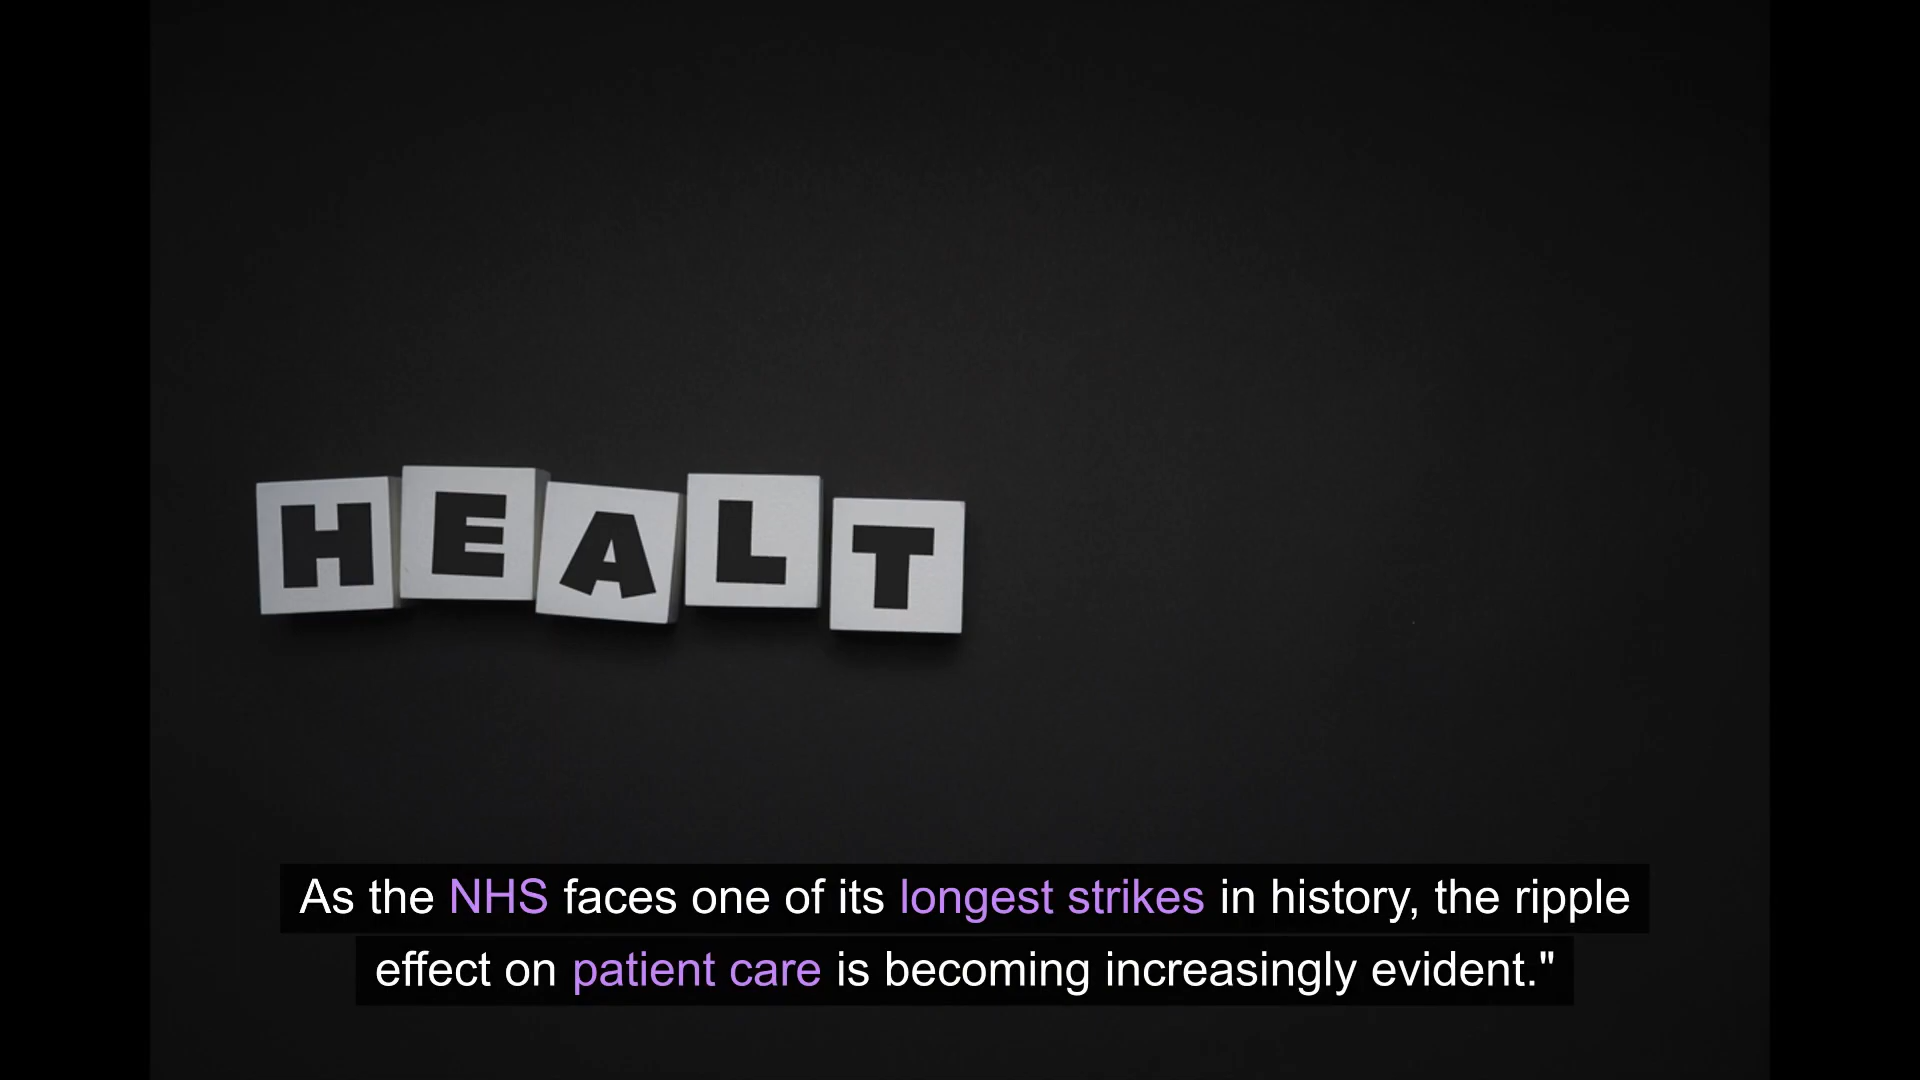 HEALT
As the NHS faces one of its longest strikes in history, the ripple
effect on patient care is becoming increasingly evident."